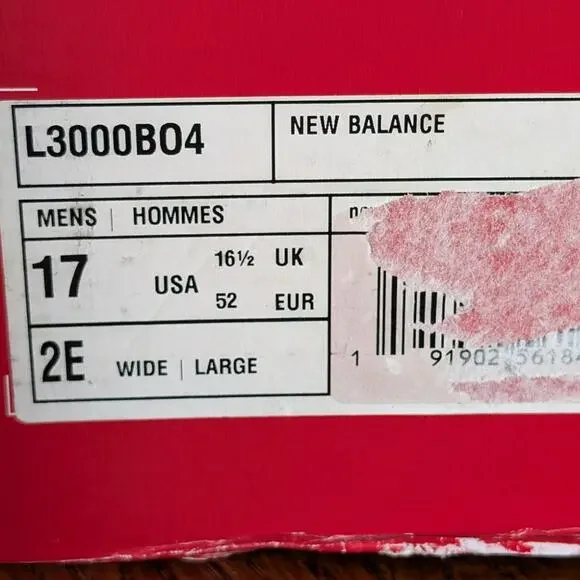 L3000BO4
NEW BALANCE
MENS | HOMMES
17 USA
16½ UK
52 EUR
2E WIDE | LARGE
1 91902 5618